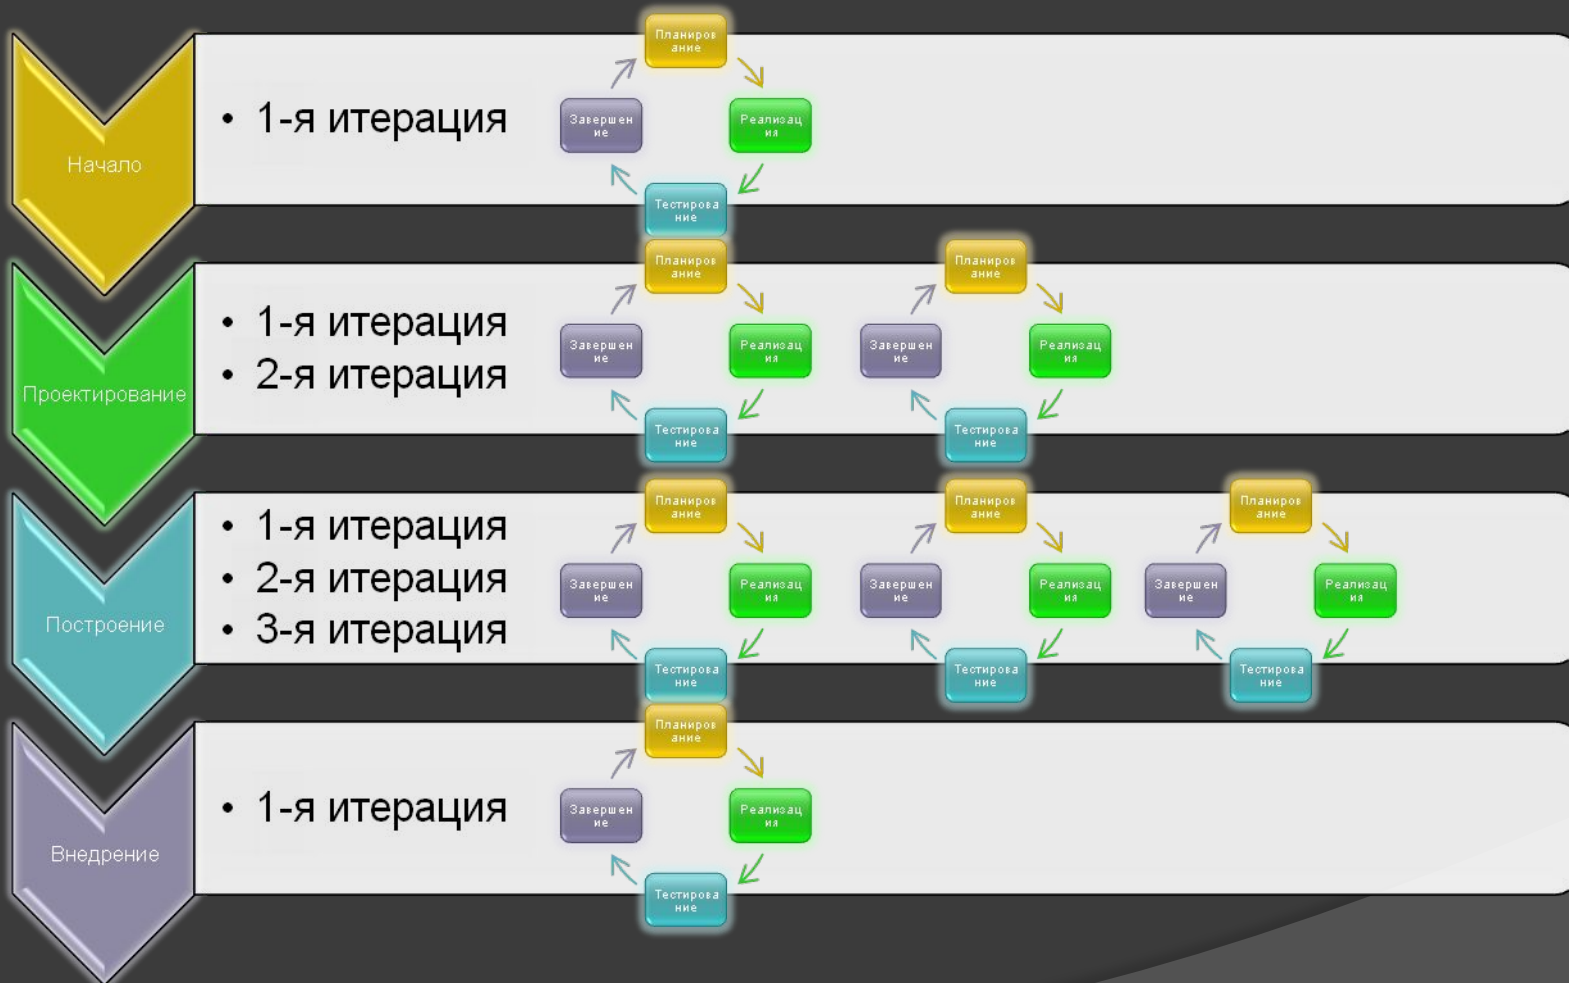 Начало
• 1-я итерация
Планиров
ание
Реализац
ия
Тестирова
ние
Завершен
ие
Проектирование
• 1-я итерация
• 2-я итерация
Планиров
ание
Реализац
ия
Тестирова
ние
Завершен
ие
Планиров
ание
Реализац
ия
Тестирова
ние
Завершен
ие
Построение
• 1-я итерация
• 2-я итерация
• 3-я итерация
Планиров
ание
Реализац
ия
Тестирова
ние
Завершен
ие
Планиров
ание
Реализац
ия
Тестирова
ние
Завершен
ие
Планиров
ание
Реализац
ия
Тестирова
ние
Завершен
ие
Внедрение
• 1-я итерация
Планиров
ание
Реализац
ия
Тестирова
ние
Завершен
ие